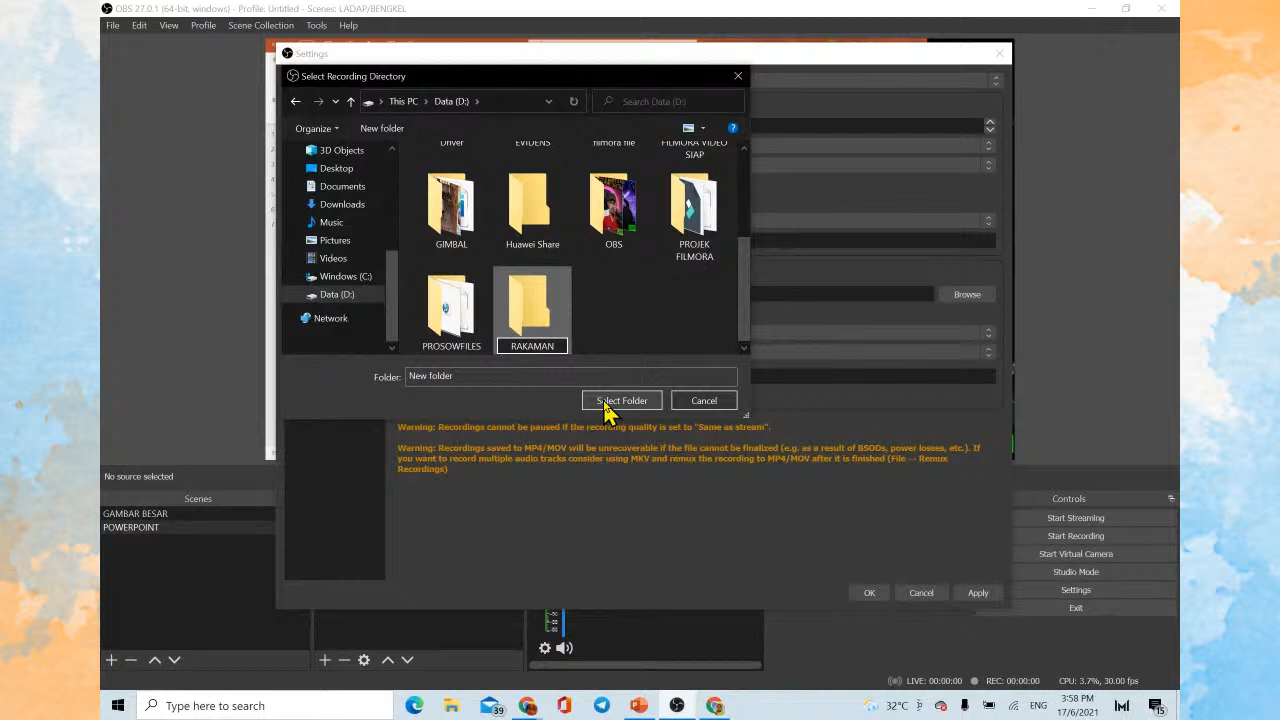 OBS 27.0.1 (64-bit, windows) - Profile: Untitled - Scenes: LADAP/BENGKEL
File Edit View Profile Scene Collection Tools Help
Settings
Select Recording Directory
This PC > Data (D:) >
Search Data (D:)
Organize
New folder
3D Objects
Desktop
Documents
Downloads
Music
Pictures
Videos
Windows (C:)
Data (D:)
Network
Driver
EVIDENS
filmora file
FILMORA VIDEO
SIAP
GIMBAL
Huawei Share
OBS
PROJEK
FILMORA
PROSOWFILES
RAKAMAN
Folder: New folder
Select Folder
Cancel
Browse
Warning: Recordings cannot be paused if the recording quality is set to "Same as stream".
Warning: Recordings saved to MP4/MOV will be unrecoverable if the file cannot be finalized (e.g. as a result of BSODs, power losses, etc.). If
you want to record multiple audio tracks consider using MKV and remux the recording to MP4/MOV after it is finished (File → Remux
Recordings)
OK
Cancel
Apply
No source selected
Scenes
GAMBAR BESAR
POWERPOINT
Controls
Start Streaming
Start Recording
Start Virtual Camera
Studio Mode
Settings
Exit
LIVE: 00:00:00
REC: 00:00:00
CPU: 3.7%, 30.00 fps
Type here to search
39
32°C
ENG
3:58 PM
17/6/2021
15